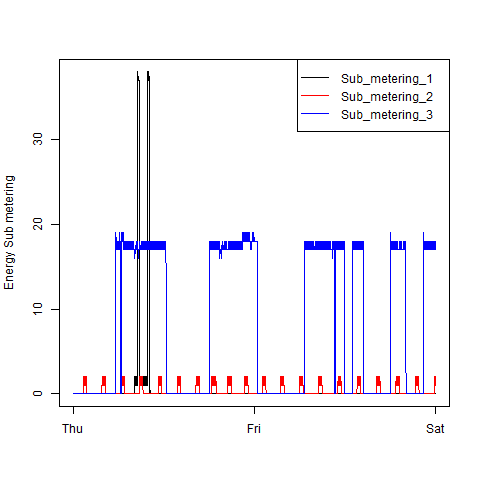 Sub_metering_1
Sub_metering_2
Sub_metering_3
Energy Sub metering
30
20
10
0
Thu
Fri
Sat